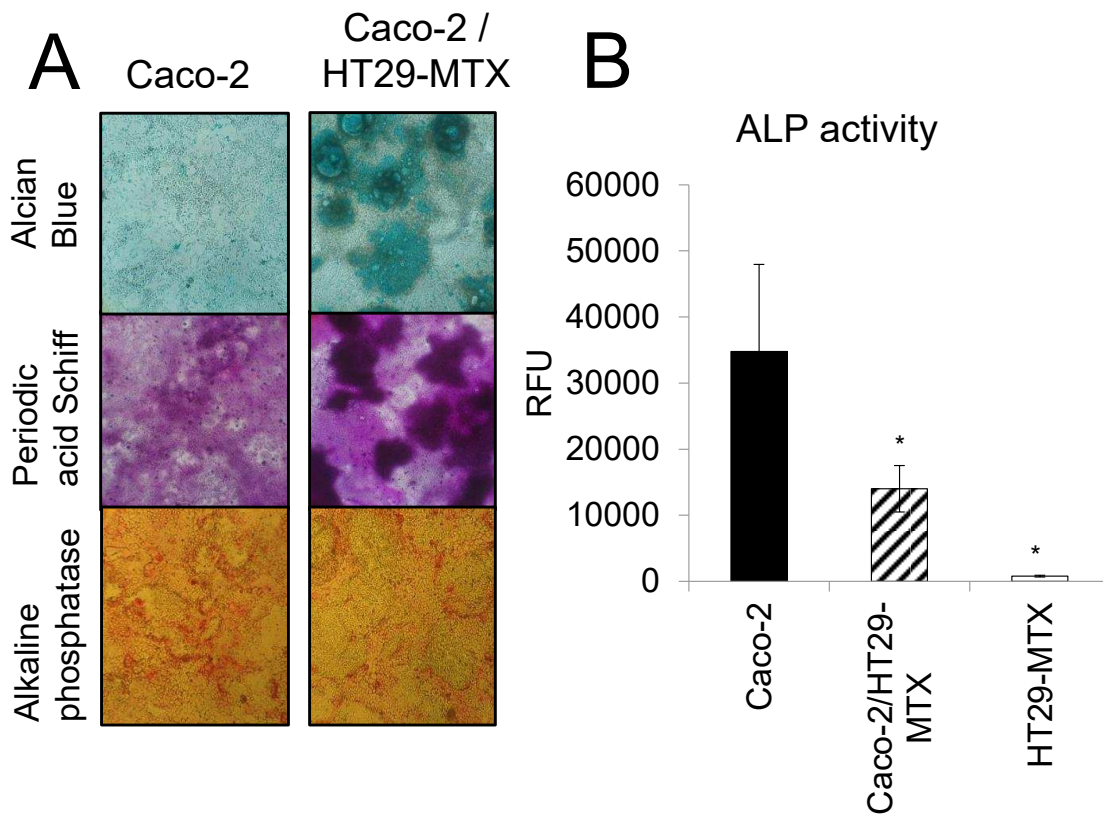 A
Caco-2
Caco-2 /
HT29-MTX
Alcian
Blue
Periodic
acid Schiff
Alkaline
phosphatase
B
ALP activity
RFU
60000
50000
40000
30000
20000
10000
0
*
*
Caco-2
Caco-2/HT29-
MTX
HT29-MTX